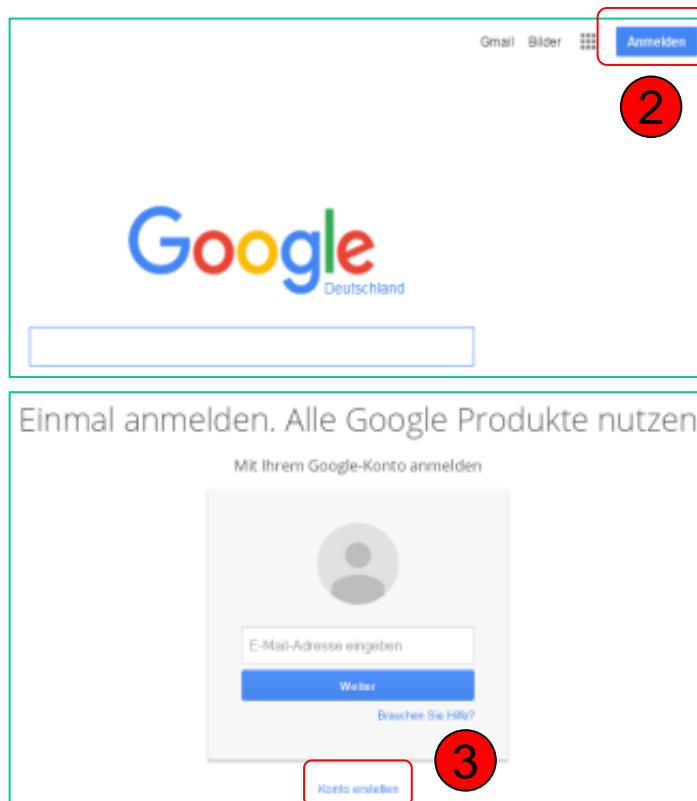 Gmail Bilder Anmelden
2
Google
Deutschland
Einmal anmelden. Alle Google Produkte nutzen
Mit Ihrem Google-Konto anmelden
E-Mail-Adresse eingeben
Weiter
Brauchen Sie Hilfe?
3
Konto erstellen